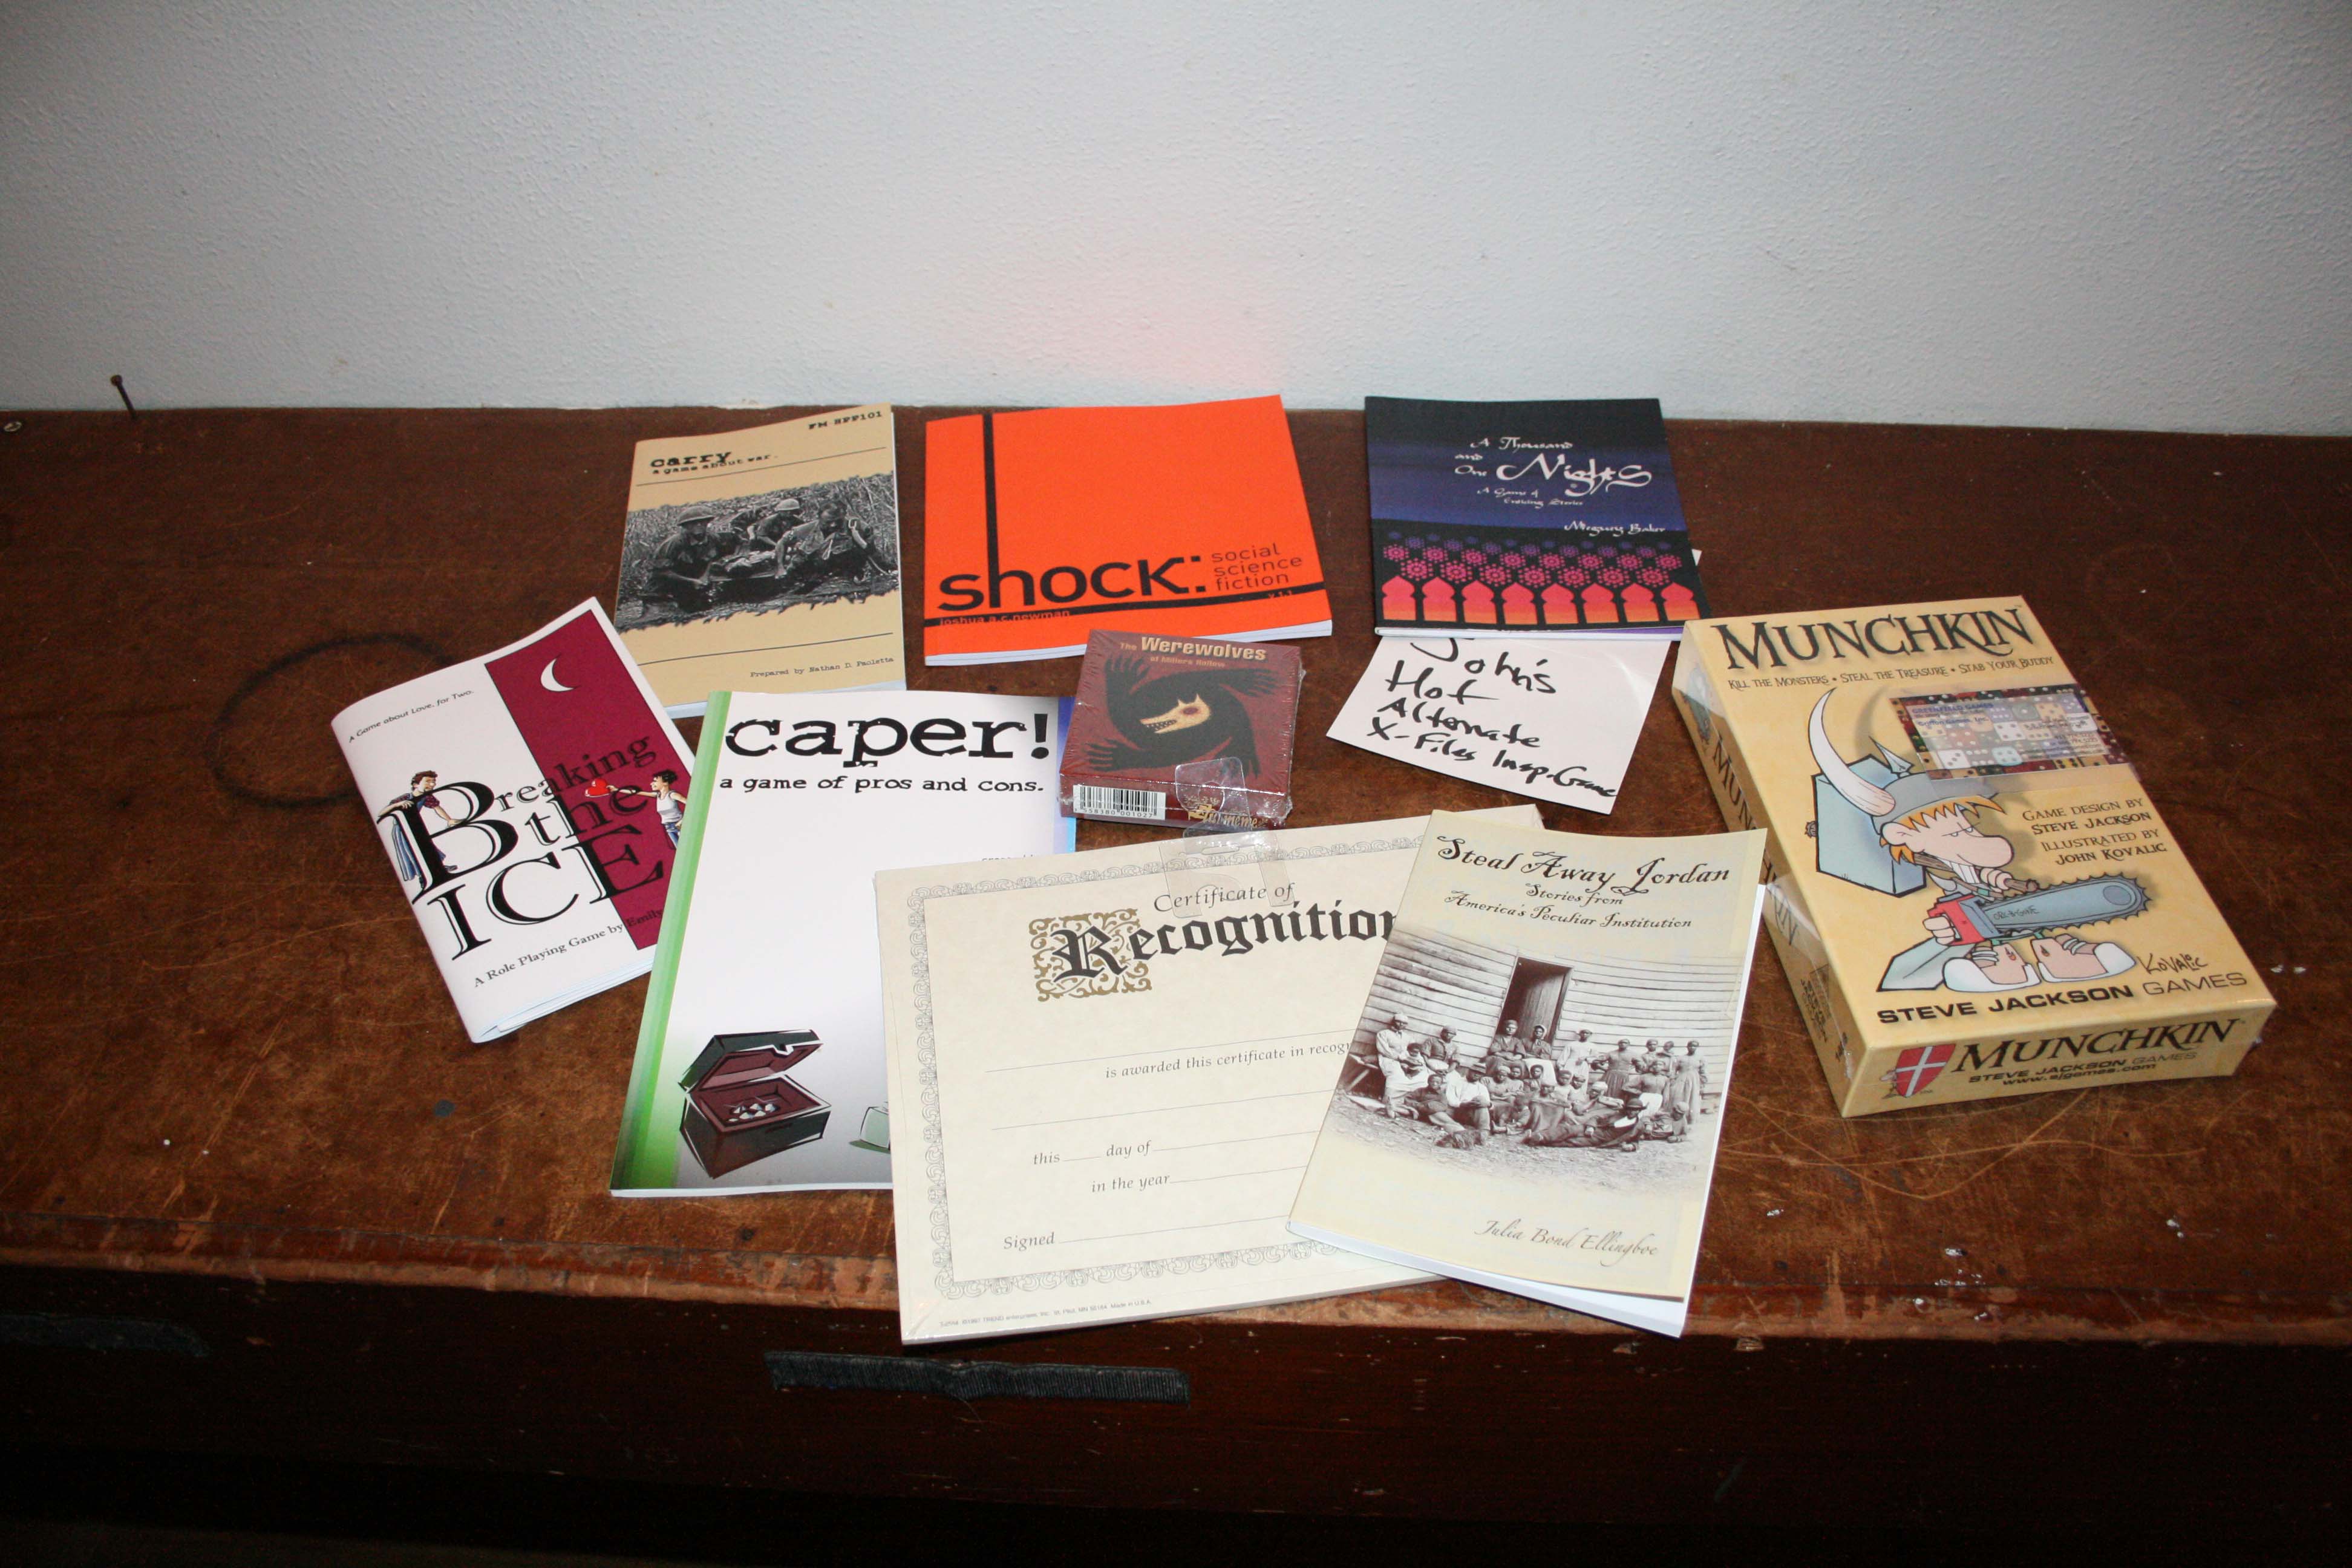 FM HPP101
carry
a game about war.
Prepared by Nathan D. Paoletta
shock:
social
science
fiction
v.1.1
joshua a.c. newman
A Thousand
and
One Nights
A Game of
Enticing Stories
Meguey Baker
A Game about Love, for Two.
Breaking
the
ICE
A Role Playing Game by Emily
caper!
a game of pros and cons.
The Werewolves
of Millers Hollow
John's
Hot
Alternate
X-Files Insp. Game
MUNCHKIN
KILL THE MONSTERS • STEAL THE TREASURE • STAB YOUR BUDDY
GAME DESIGN BY
STEVE JACKSON
ILLUSTRATED BY
JOHN KOVALIC
KOVALIC
STEVE JACKSON GAMES
MUNCHKIN
STEVE JACKSON GAMES
www.sjgames.com
Certificate of
Recognition
is awarded this certificate in recog
this day of
in the year
Signed
Steal Away Jordan
Stories from
America's Peculiar Institution
Julia Bond Ellingboe